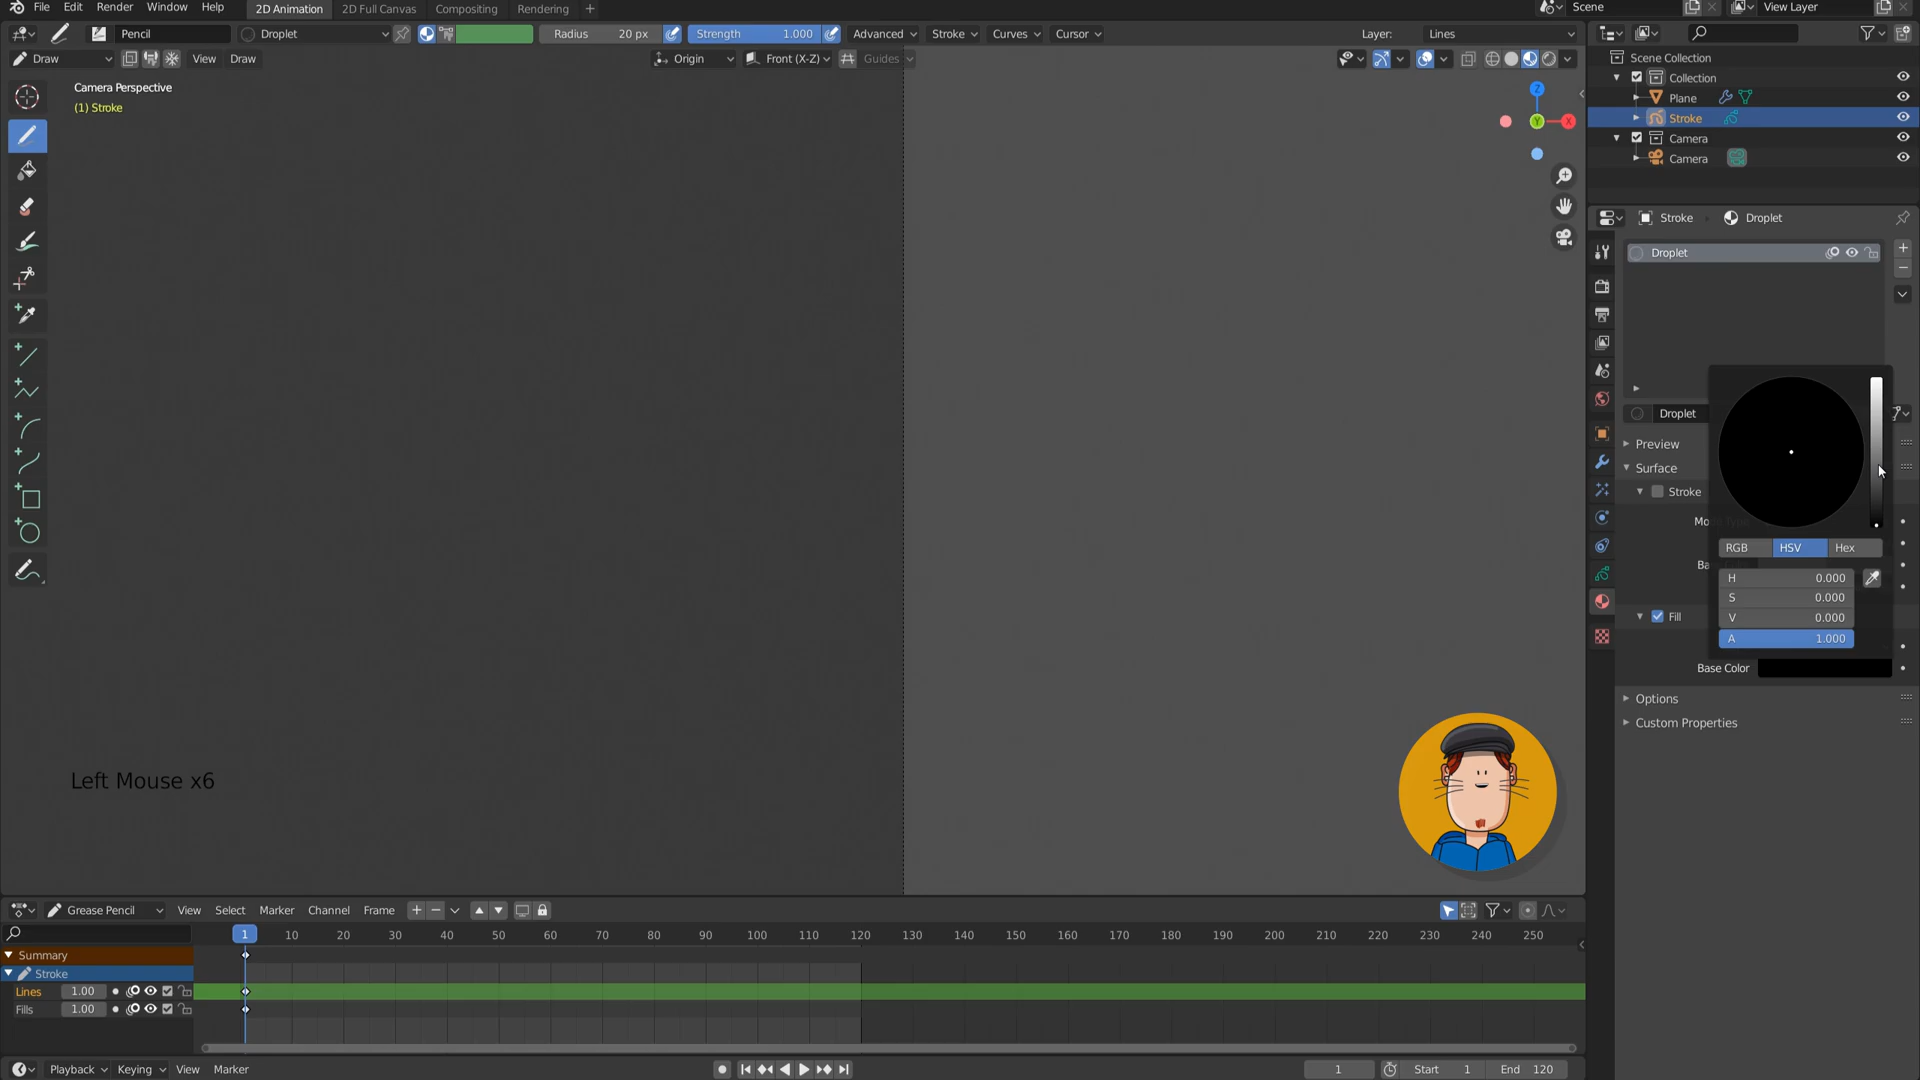 File Edit Render Window Help 2D Animation 2D Full Canvas Compositing Rendering + Scene View Layer
Pencil Droplet Radius 20 px Strength 1.000 Advanced Stroke Curves Cursor Layer: Lines
Draw View Draw Origin Front (X-Z) Guides
Scene Collection
Collection
Plane
Stroke
Camera
Camera
Camera Perspective
(1) Stroke
Z
Y
X
Stroke Droplet
Droplet
Droplet
Preview
Surface
Stroke
Mo
RGB HSV Hex
Ba
H 0.000
S 0.000
V 0.000
A 1.000
Fill
Base Color
Options
Custom Properties
Left Mouse x6
Grease Pencil View Select Marker Channel Frame
1 10 20 30 40 50 60 70 80 90 100 110 120 130 140 150 160 170 180 190 200 210 220 230 240 250
Summary
Stroke
Lines 1.00
Fills 1.00
Playback Keying View Marker 1 Start 1 End 120